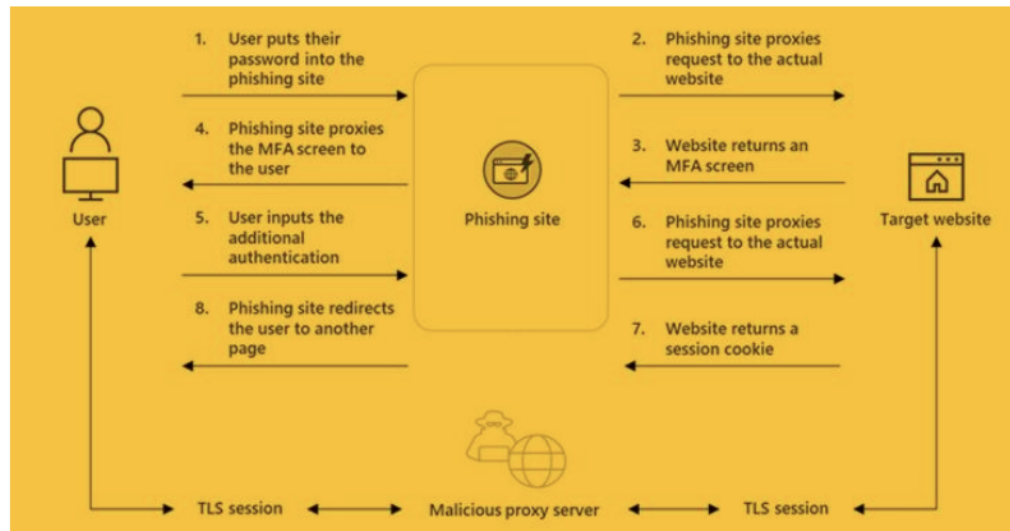 1. User puts their
password into the
phishing site
2. Phishing site proxies
request to the actual
website
4. Phishing site proxies
the MFA screen to
the user
3. Website returns an
MFA screen
User
Phishing site
Target website
5. User inputs the
additional
authentication
6. Phishing site proxies
request to the actual
website
8. Phishing site redirects
the user to another
page
7. Website returns a
session cookie
TLS session
Malicious proxy server
TLS session